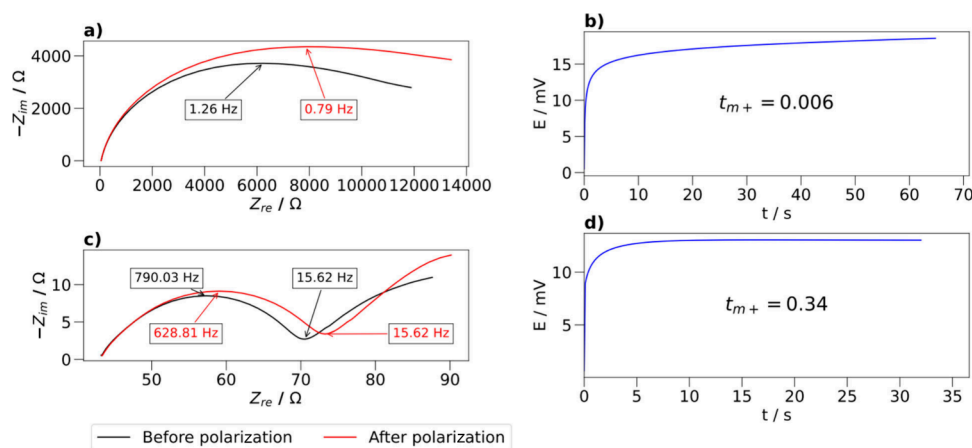 a)
−Z_im / Ω
4000
2000
0
1.26 Hz
0.79 Hz
0 2000 4000 6000 8000 10000 12000 14000
Z_re / Ω
b)
E / mV
15
10
5
0
t_m+ = 0.006
0 10 20 30 40 50 60 70
t / s
c)
−Z_im / Ω
10
5
0
790.03 Hz
15.62 Hz
628.81 Hz
15.62 Hz
50 60 70 80 90
Z_re / Ω
d)
E / mV
10
5
t_m+ = 0.34
0 5 10 15 20 25 30 35
t / s
Before polarization
After polarization